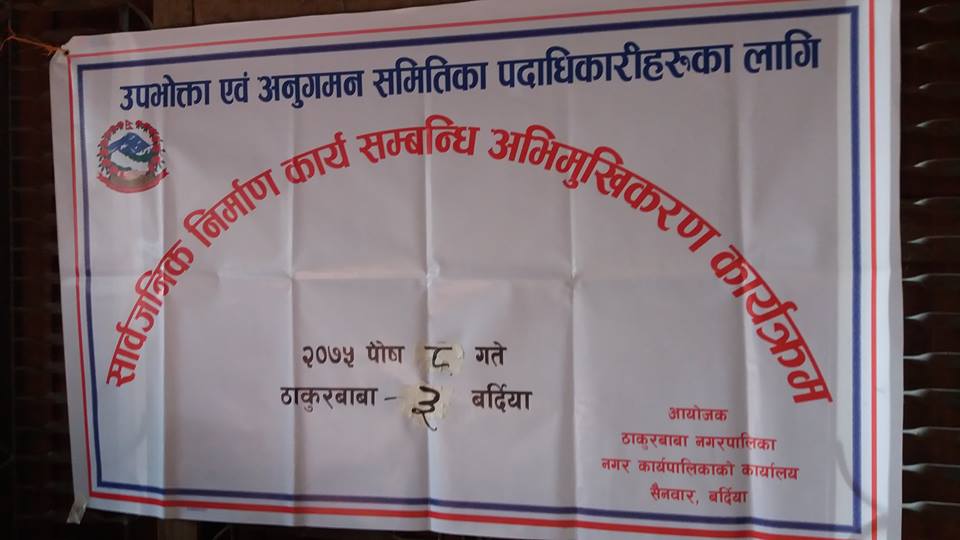 उपभोक्ता एवं अनुगमन समितिका पदाधिकारीहरुका लागि
सार्वजनिक निर्माण कार्य सम्बन्धि अभिमुखिकरण कार्यक्रम
२०७५ पौष ८ गते
ठाकुरबाबा - ३ बर्दिया
आयोजक
ठाकुरबाबा नगरपालिका
नगर कार्यपालिकाको कार्यालय
सैनवार, बर्दिया